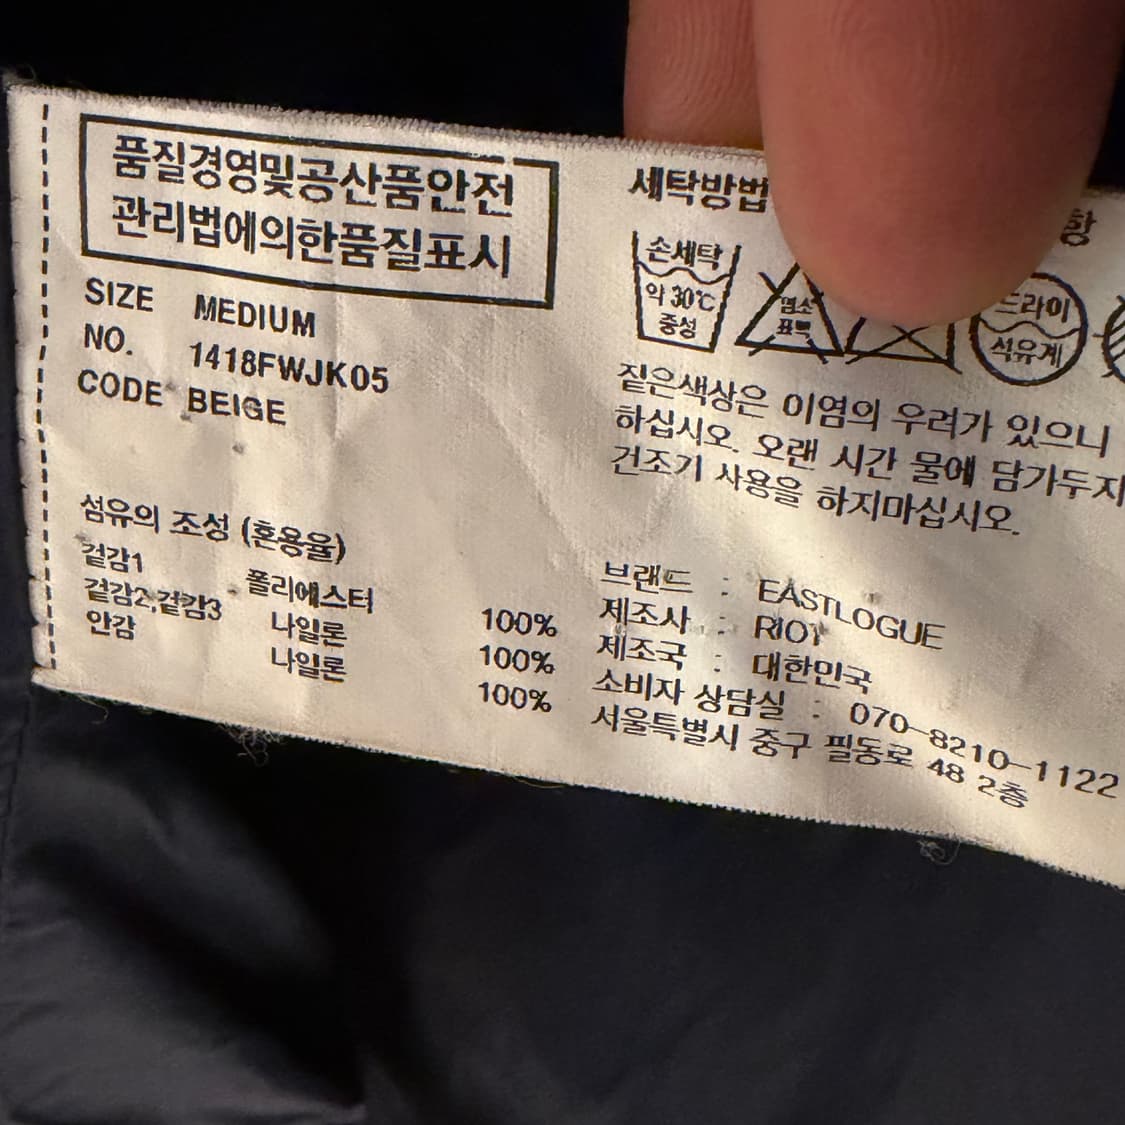 품질경영및공산품안전
관리법에의한품질표시
SIZE MEDIUM
NO. 1418FWJK05
CODE BEIGE
섬유의 조성 (혼용율)
겉감1 폴리에스터 100%
겉감2,겉감3 나일론 100%
안감 나일론 100%
세탁방법
손세탁
약 30℃
중성
염소
표백
드라이
석유계
짙은색상은 이염의 우려가 있으니
하십시오. 오랜 시간 물에 담가두지
건조기 사용을 하지마십시오.
브랜드 : EASTLOGUE
제조사 : RIOT
제조국 : 대한민국
소비자 상담실 : 070-8210-1122
서울특별시 중구 필동로 48 2층